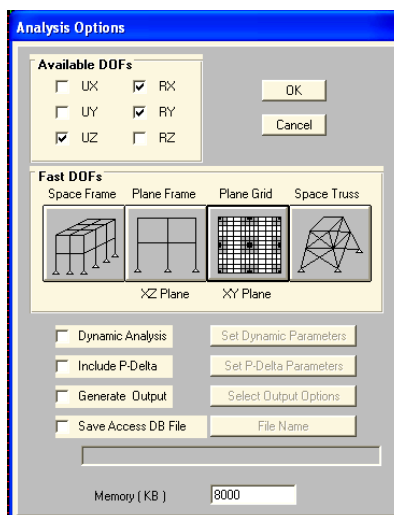 Analysis Options
Available DOFs
UX RX
UY RY
UZ RZ
OK
Cancel
Fast DOFs
Space Frame Plane Frame Plane Grid Space Truss
XZ Plane XY Plane
Dynamic Analysis Set Dynamic Parameters
Include P-Delta Set P-Delta Parameters
Generate Output Select Output Options
Save Access DB File File Name
Memory ( KB ) 8000